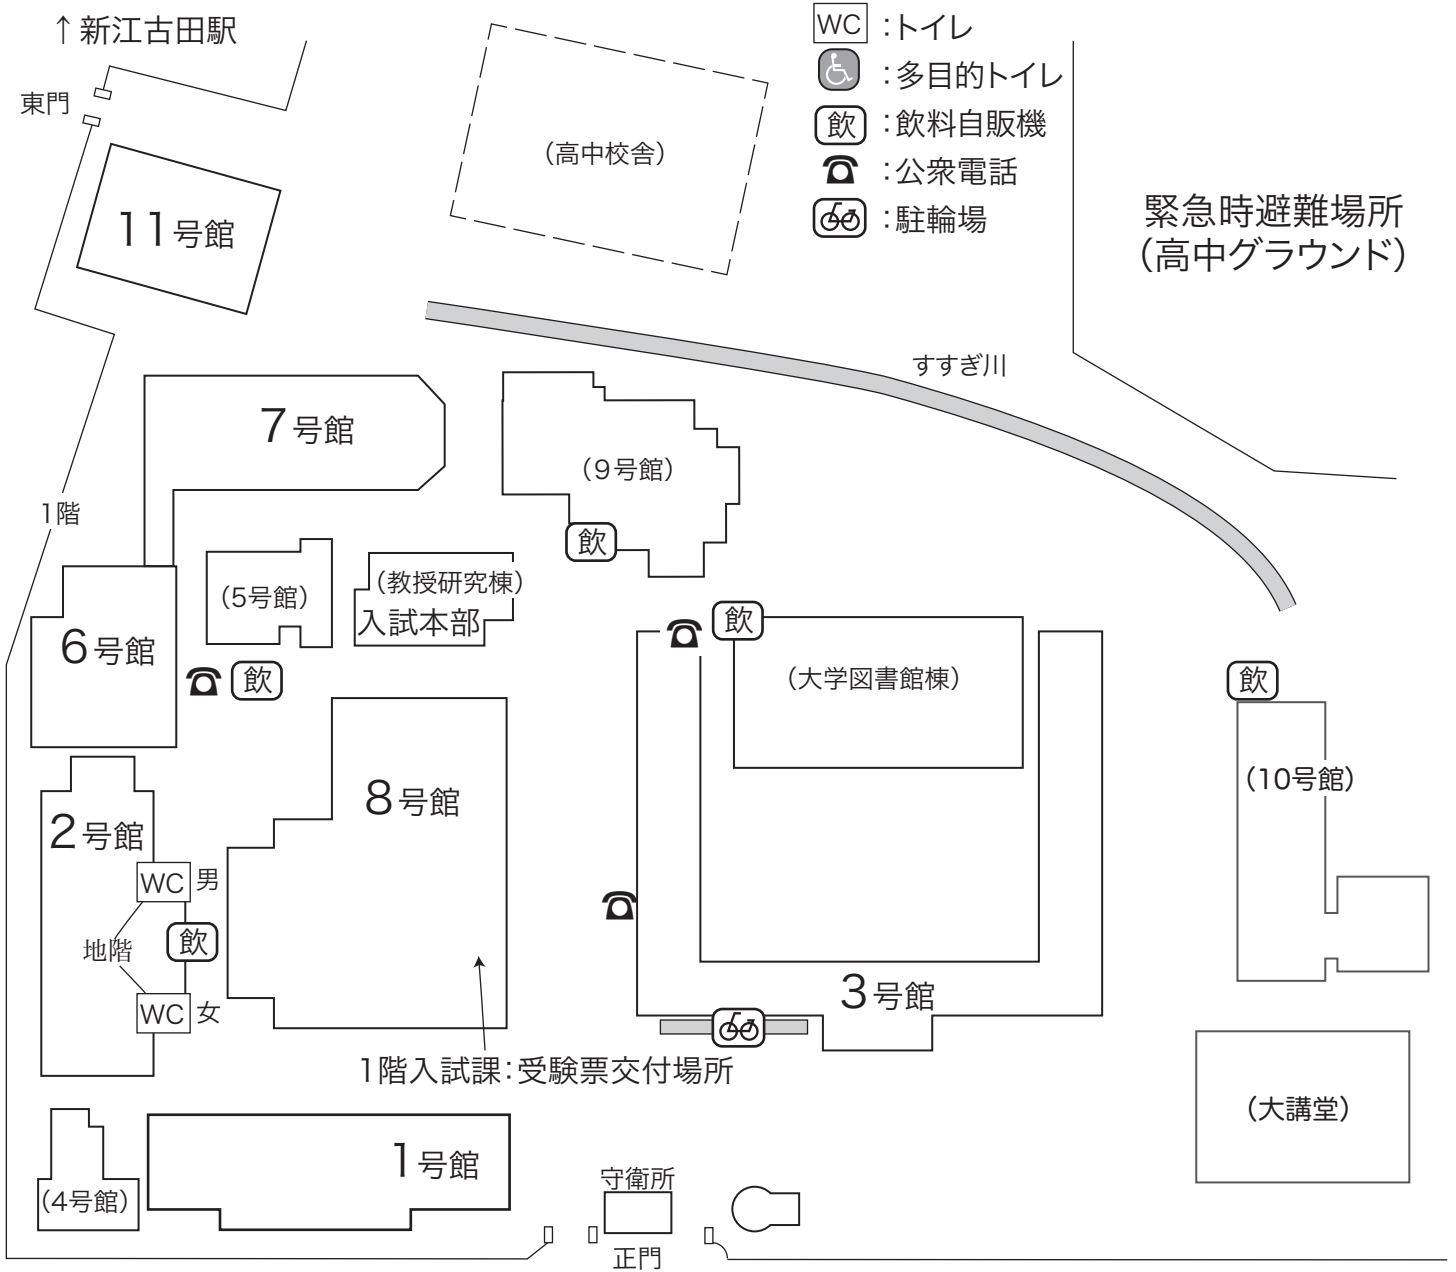 ↑新江古田駅
東門
11号館
(高中校舎)
WC :トイレ
:多目的トイレ
飲 :飲料自販機
:公衆電話
:駐輪場
緊急時避難場所
(高中グラウンド)
すすぎ川
7号館
(9号館)
飲
1階
(5号館)
(教授研究棟)
入試本部
6号館
飲
飲
(大学図書館棟)
飲
(10号館)
8号館
2号館
WC 男
地階
飲
WC 女
3号館
1階入試課:受験票交付場所
(大講堂)
1号館
(4号館)
守衛所
正門